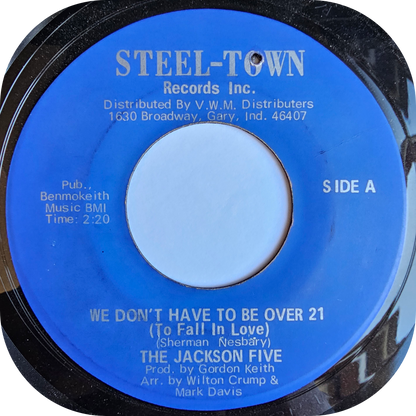 STEEL-TOWN
Records Inc.
Distributed By V.W.M. Distributers
1630 Broadway, Gary, Ind. 46407
Pub.,
Benmokeith
Music BMI
Time: 2:20
SIDE A
WE DON'T HAVE TO BE OVER 21
(To Fall In Love)
(Sherman Nesbary)
THE JACKSON FIVE
Prod. by Gordon Keith
Arr. by Wilton Crump &
Mark Davis